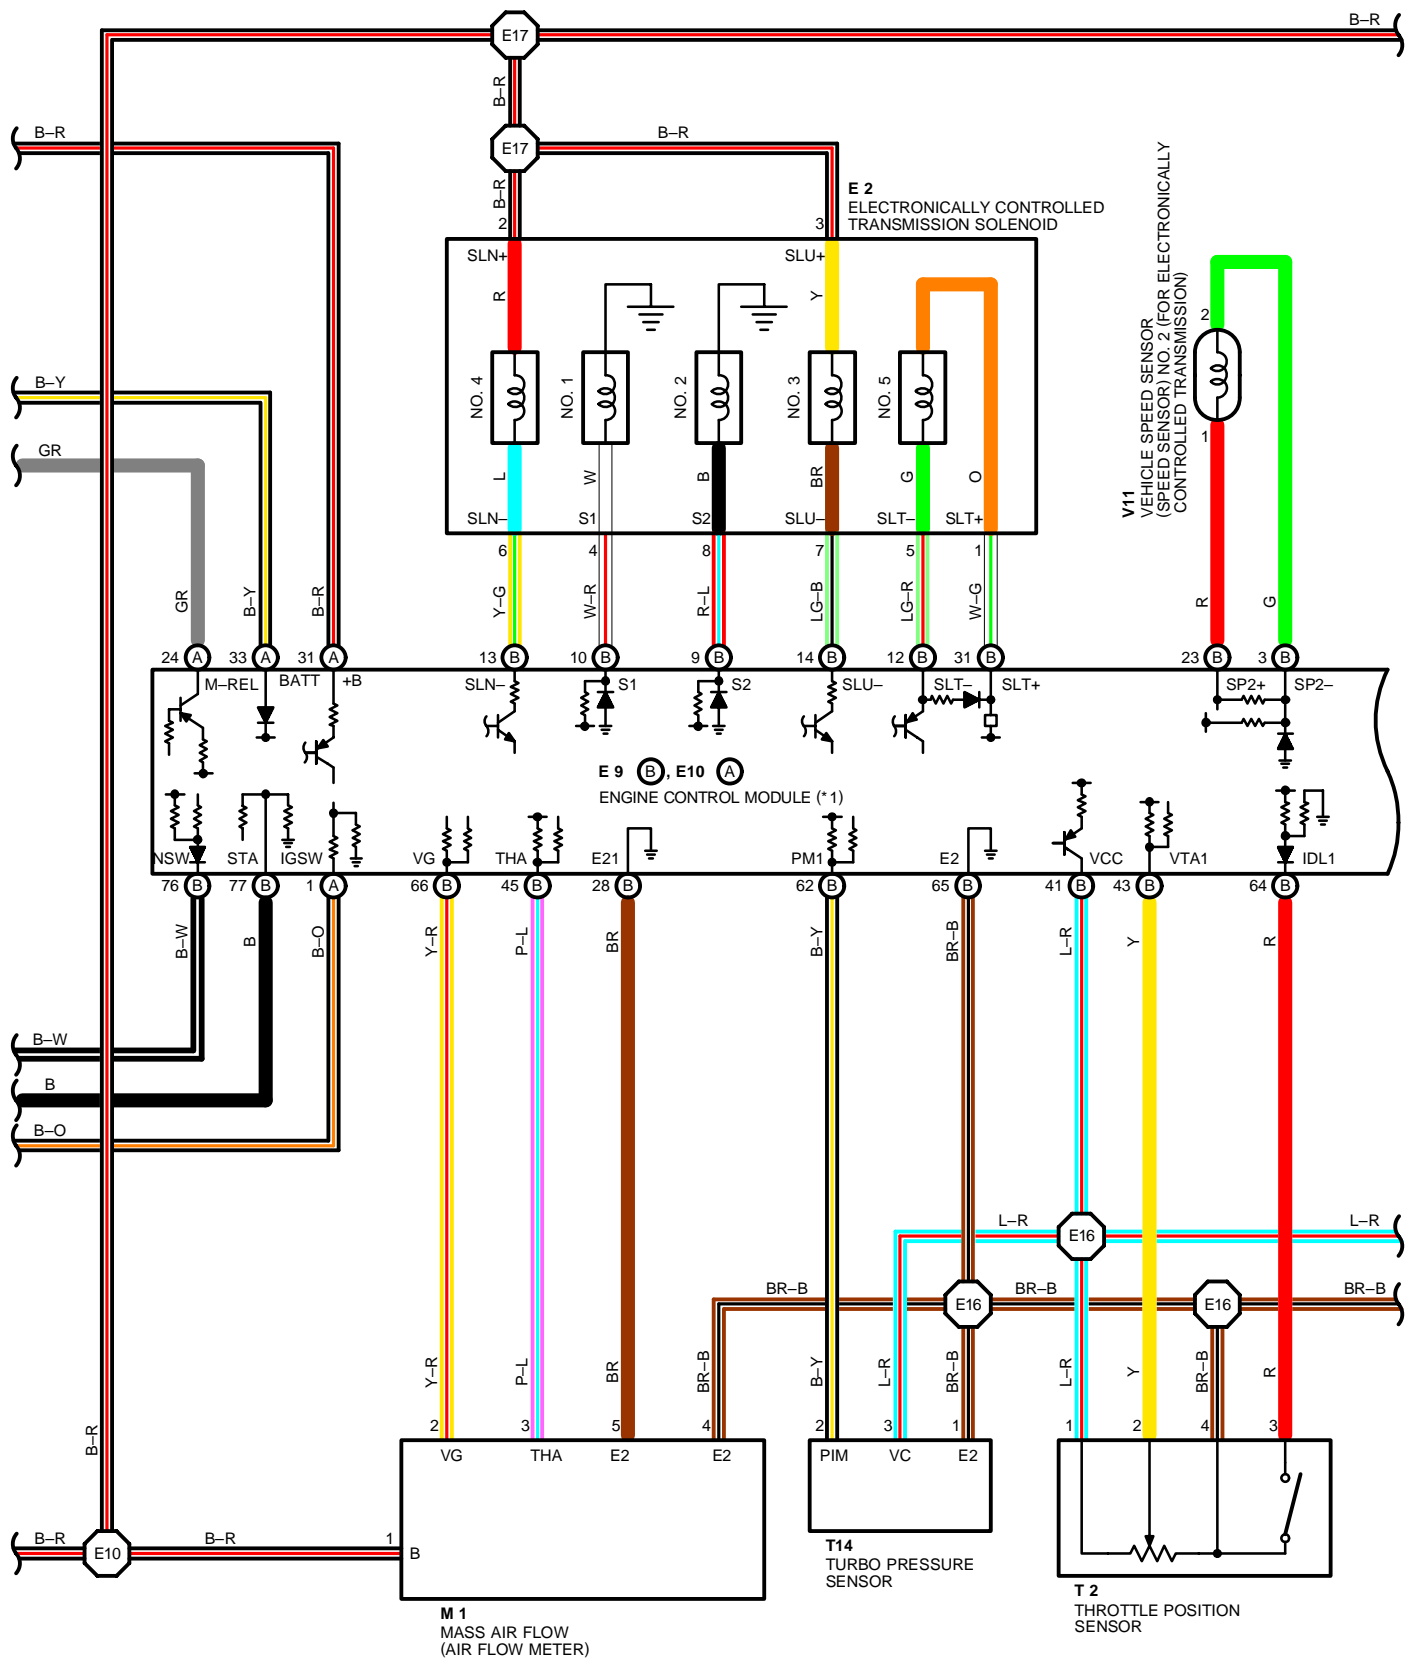 B–R
E17
B–R
B–R
E17
B–R
B–R
2
3
E 2
ELECTRONICALLY CONTROLLED
TRANSMISSION SOLENOID
SLN+
SLU+
R
Y
NO. 4
NO. 1
NO. 2
NO. 3
NO. 5
L
W
B
BR
G
O
SLN–
S1
S2
SLU–
SLT–
SLT+
6
4
8
7
5
1
Y–G
W–R
R–L
LG–B
LG–R
W–G
V11
VEHICLE SPEED SENSOR
(SPEED SENSOR) NO. 2 (FOR ELECTRONICALLY
CONTROLLED TRANSMISSION)
2
1
R
G
B–Y
GR
GR
B–Y
B–R
24 A
33 A
31 A
13 B
10 B
9 B
14 B
12 B
31 B
23 B
3 B
M–REL
BATT
+B
SLN–
S1
S2
SLU–
SLT–
SLT+
SP2+
SP2–
E 9 B , E10 A
ENGINE CONTROL MODULE (*1)
NSW
STA
IGSW
VG
THA
E21
PM1
E2
VCC
VTA1
IDL1
76 B
77 B
1 A
66 B
45 B
28 B
62 B
65 B
41 B
43 B
64 B
B–W
B
B–O
Y–R
P–L
BR
B–Y
BR–B
L–R
Y
R
B–W
B
B–O
L–R
E16
L–R
BR–B
E16
BR–B
E16
BR–B
B–R
Y–R
P–L
BR
BR–B
B–Y
L–R
BR–B
L–R
Y
BR–B
R
2
3
5
4
2
3
1
1
2
4
3
VG
THA
E2
E2
PIM
VC
E2
B–R
E10
B–R
1
B
M 1
MASS AIR FLOW
(AIR FLOW METER)
T14
TURBO PRESSURE
SENSOR
T 2
THROTTLE POSITION
SENSOR